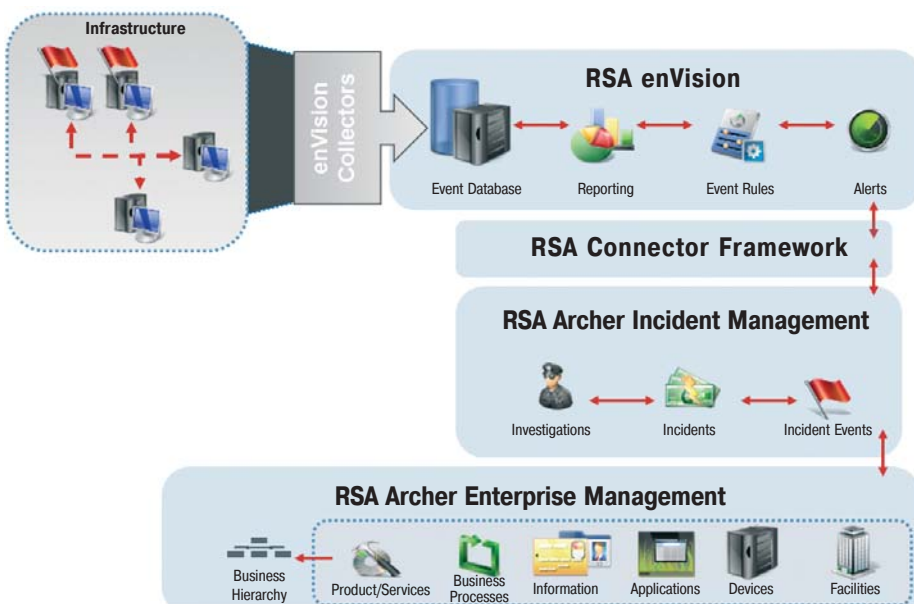 Infrastructure
enVision
Collectors
RSA enVision
Event Database
Reporting
Event Rules
Alerts
RSA Connector Framework
RSA Archer Incident Management
Investigations
Incidents
Incident Events
RSA Archer Enterprise Management
Business
Hierarchy
Product/Services
Business
Processes
Information
Applications
Devices
Facilities